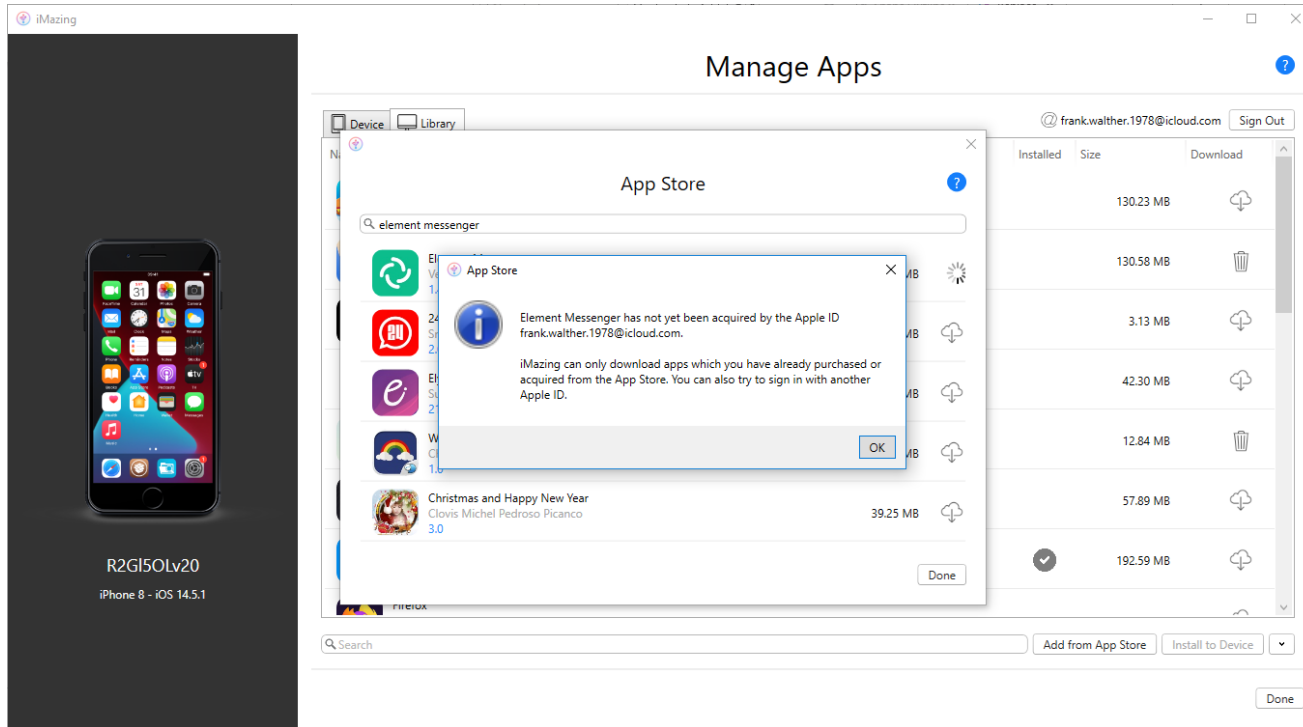 iMazing
Manage Apps
Device
Library
frank.walther.1978@icloud.com
Sign Out
Installed
Size
Download
App Store
element messenger
130.23 MB
130.58 MB
App Store
MB
Element Messenger has not yet been acquired by the Apple ID
frank.walther.1978@icloud.com.
iMazing can only download apps which you have already purchased or
acquired from the App Store. You can also try to sign in with another
Apple ID.
OK
MB
3.13 MB
MB
42.30 MB
MB
12.84 MB
Christmas and Happy New Year
Clovis Michel Pedroso Picanco
3.0
39.25 MB
57.89 MB
R2Gl5OLv20
iPhone 8 - iOS 14.5.1
Done
192.59 MB
Firefox
Search
Add from App Store
Install to Device
Done